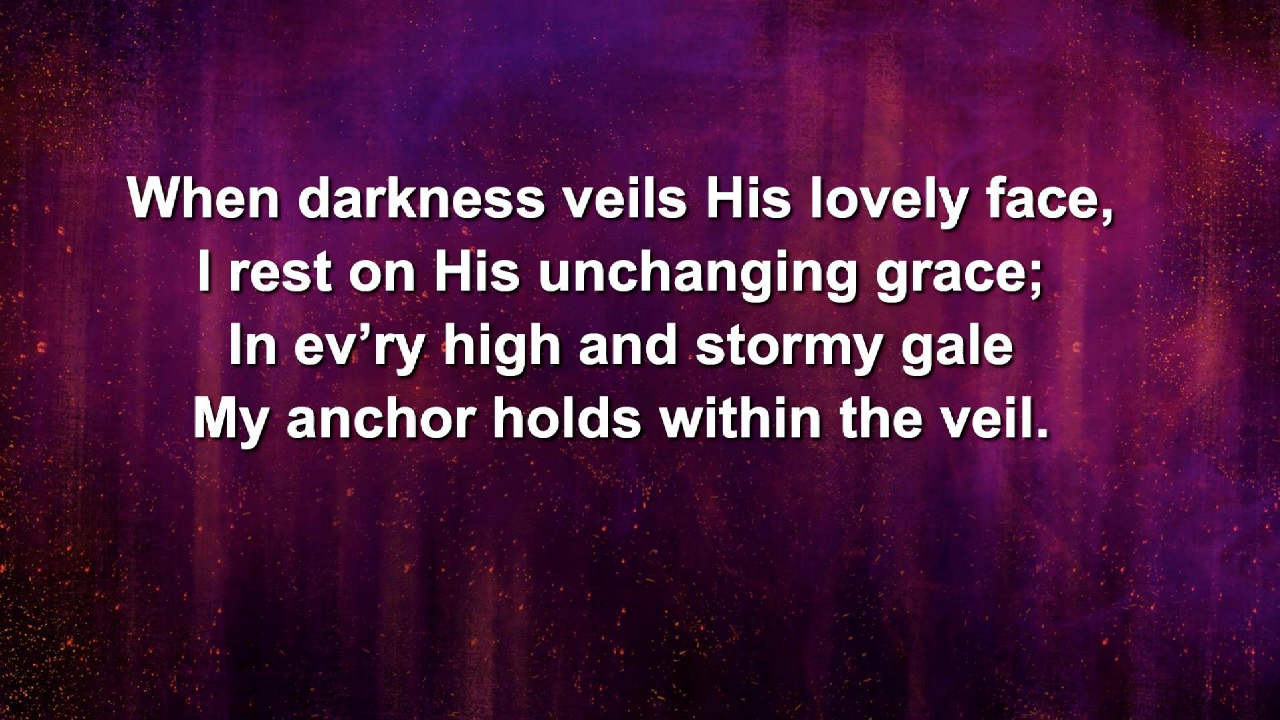 When darkness veils His lovely face,
I rest on His unchanging grace;
In ev’ry high and stormy gale
My anchor holds within the veil.